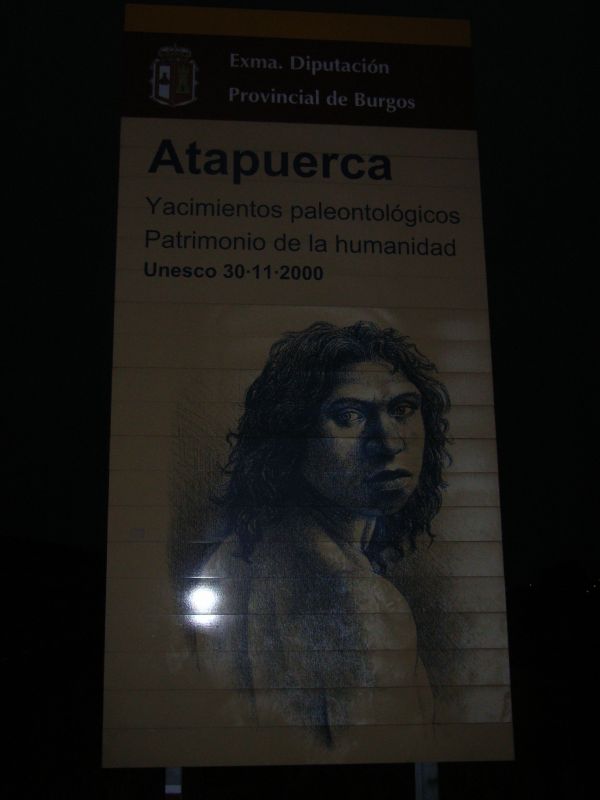 Exma. Diputación
Provincial de Burgos
Atapuerca
Yacimientos paleontológicos
Patrimonio de la humanidad
Unesco 30·11·2000